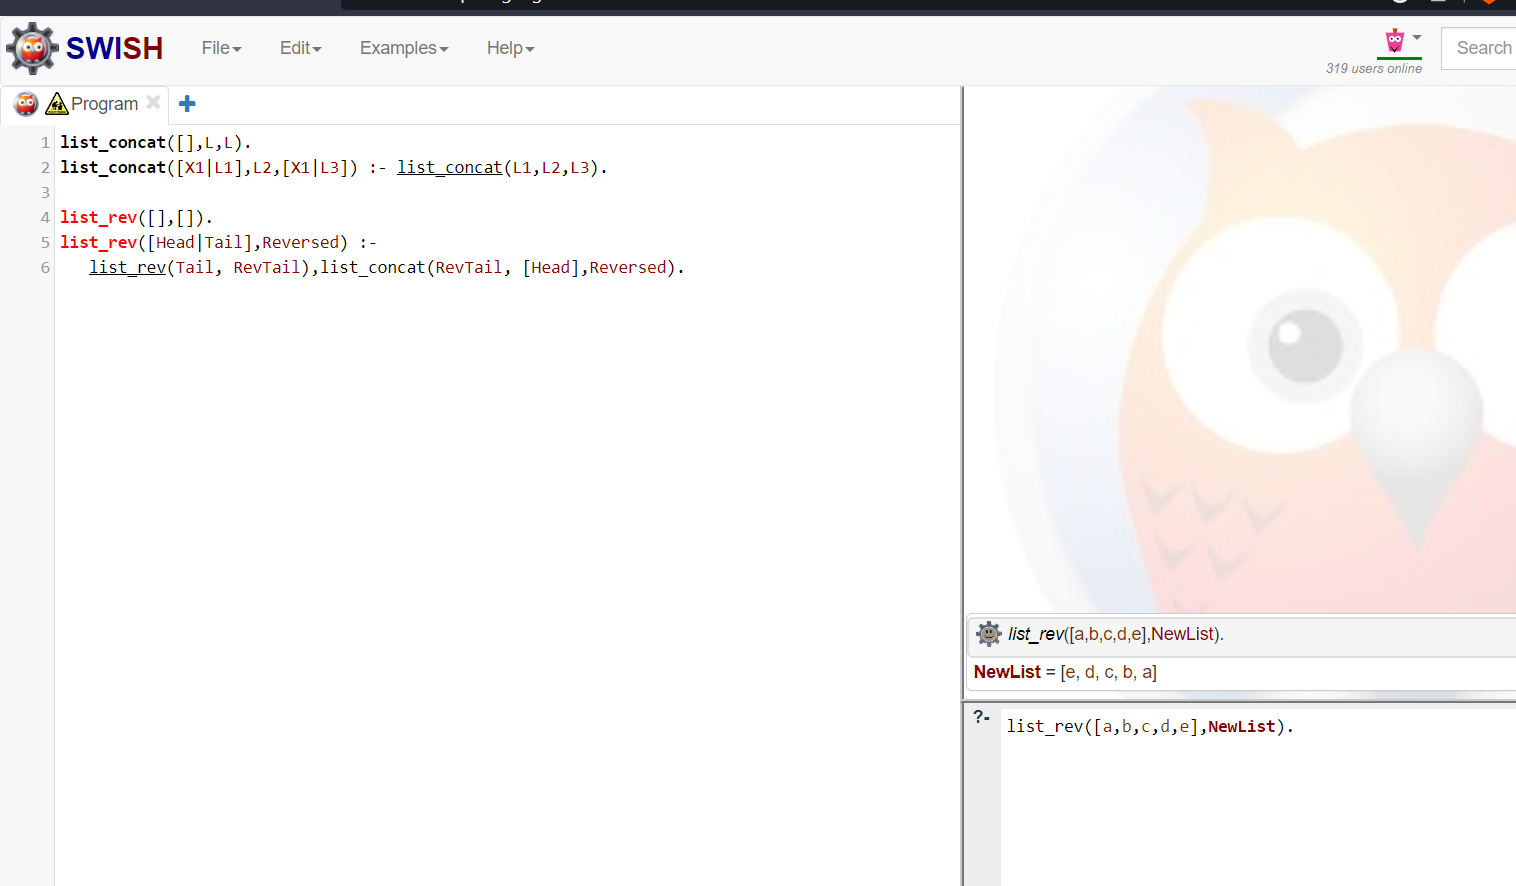 SWISH File Edit Examples Help Search
319 users online
Program
1 list_concat([],L,L).
2 list_concat([X1|L1],L2,[X1|L3]) :- list_concat(L1,L2,L3).
3
4 list_rev([],[]).
5 list_rev([Head|Tail],Reversed) :-
6 list_rev(Tail, RevTail),list_concat(RevTail, [Head],Reversed).
list_rev([a,b,c,d,e],NewList).
NewList = [e, d, c, b, a]
?- list_rev([a,b,c,d,e],NewList).